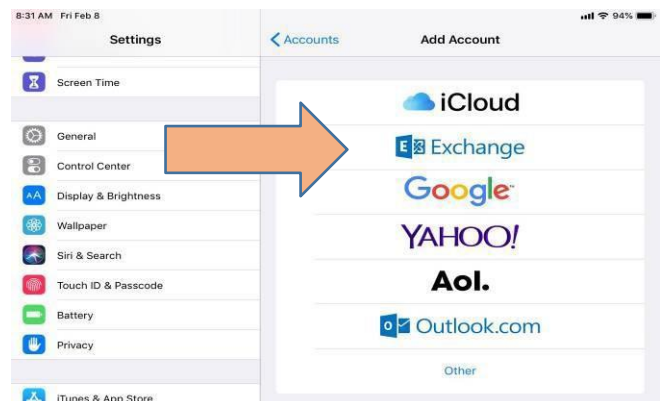 8:31 AM Fri Feb 8
94%
Settings
Screen Time
General
Control Center
AA Display & Brightness
Wallpaper
Siri & Search
Touch ID & Passcode
Battery
Privacy
iTunes & App Store
Accounts
Add Account
iCloud
E Exchange
Google
YAHOO!
Aol.
o Outlook.com
Other